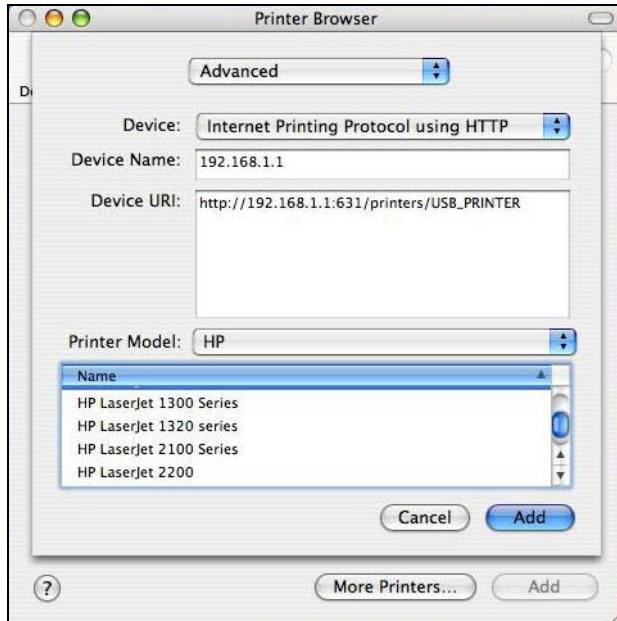 Printer Browser
Advanced
De
Device: Internet Printing Protocol using HTTP
Device Name: 192.168.1.1
Device URI: http://192.168.1.1:631/printers/USB_PRINTER
Printer Model: HP
Name
HP LaserJet 1300 Series
HP LaserJet 1320 series
HP LaserJet 2100 Series
HP LaserJet 2200
Cancel Add
? More Printers... Add